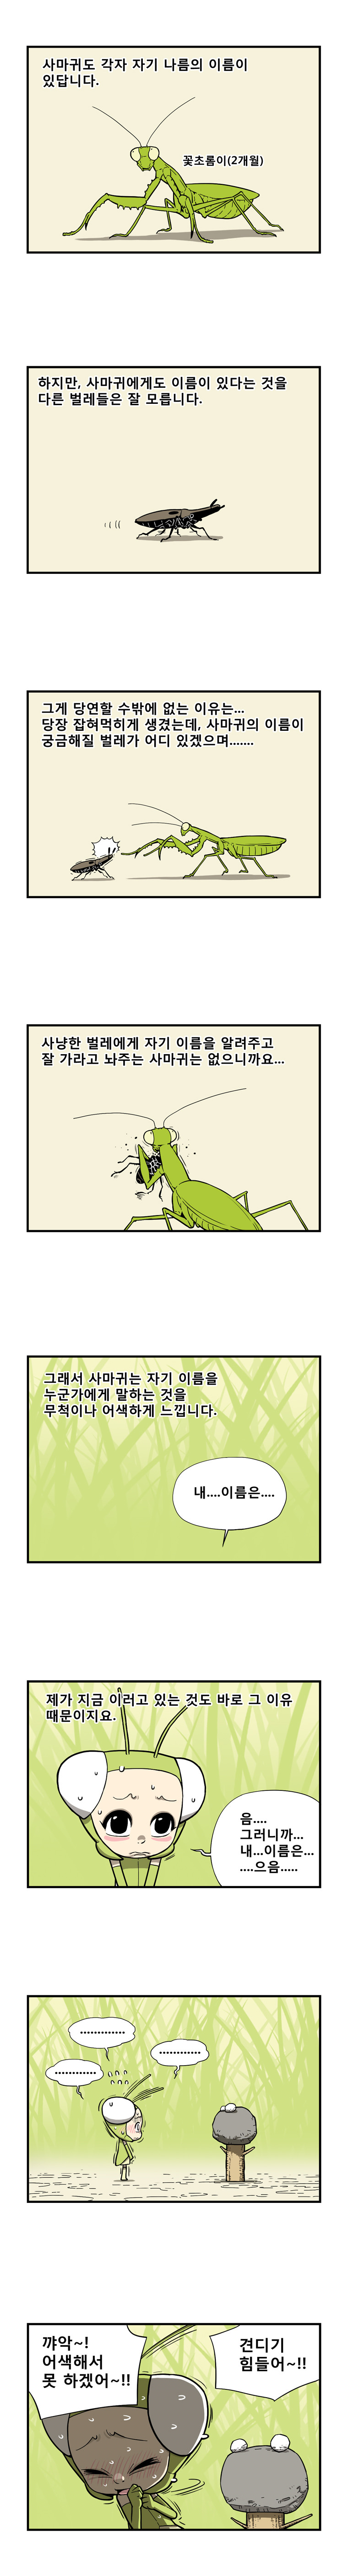 사마귀도 각자 자기 나름의 이름이
있답니다.
꽃초롬이(2개월)
하지만, 사마귀에게도 이름이 있다는 것을
다른 벌레들은 잘 모릅니다.
그게 당연할 수밖에 없는 이유는...
당장 잡혀먹히게 생겼는데, 사마귀의 이름이
궁금해질 벌레가 어디 있겠으며.......
사냥한 벌레에게 자기 이름을 알려주고
잘 가라고 놔주는 사마귀는 없으니까요...
그래서 사마귀는 자기 이름을
누군가에게 말하는 것을
무척이나 어색하게 느낍니다.
내....이름은....
제가 지금 이러고 있는 것도 바로 그 이유
때문이지요.
음....
그러니까...
내...이름은...
....으음.....
.............
............
............
꺄악~!
어색해서
못 하겠어~!!
견디기
힘들어~!!